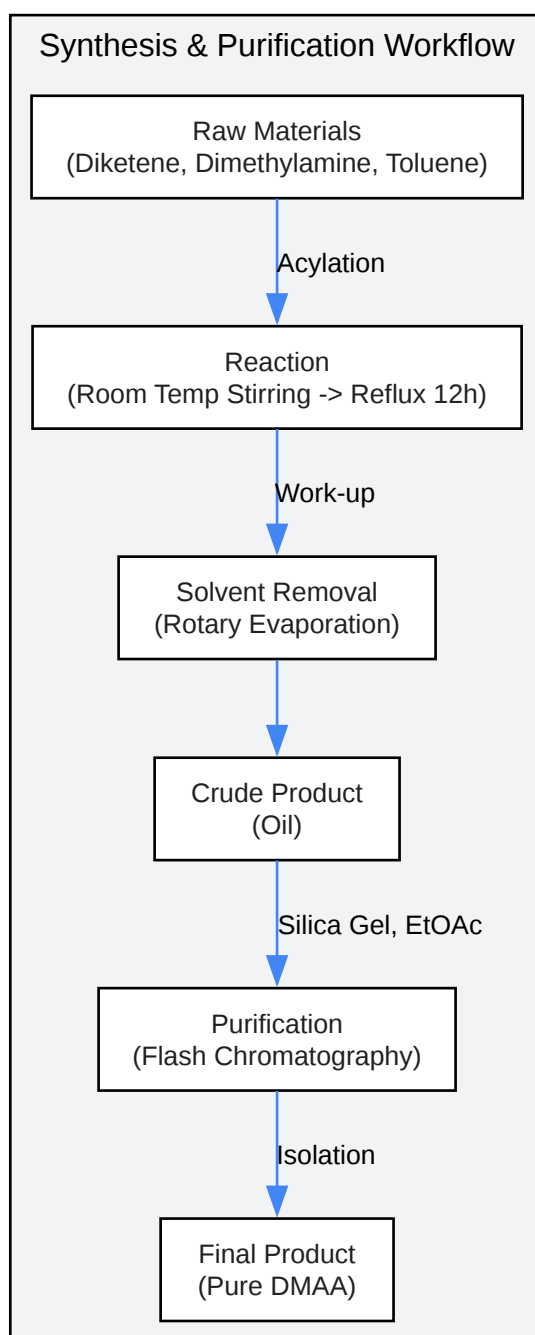 Synthesis & Purification Workflow
Raw Materials
(Diketene, Dimethylamine, Toluene)
Acylation
Reaction
(Room Temp Stirring -> Reflux 12h)
Work-up
Solvent Removal
(Rotary Evaporation)
Crude Product
(Oil)
Silica Gel, EtOAc
Purification
(Flash Chromatography)
Isolation
Final Product
(Pure DMAA)